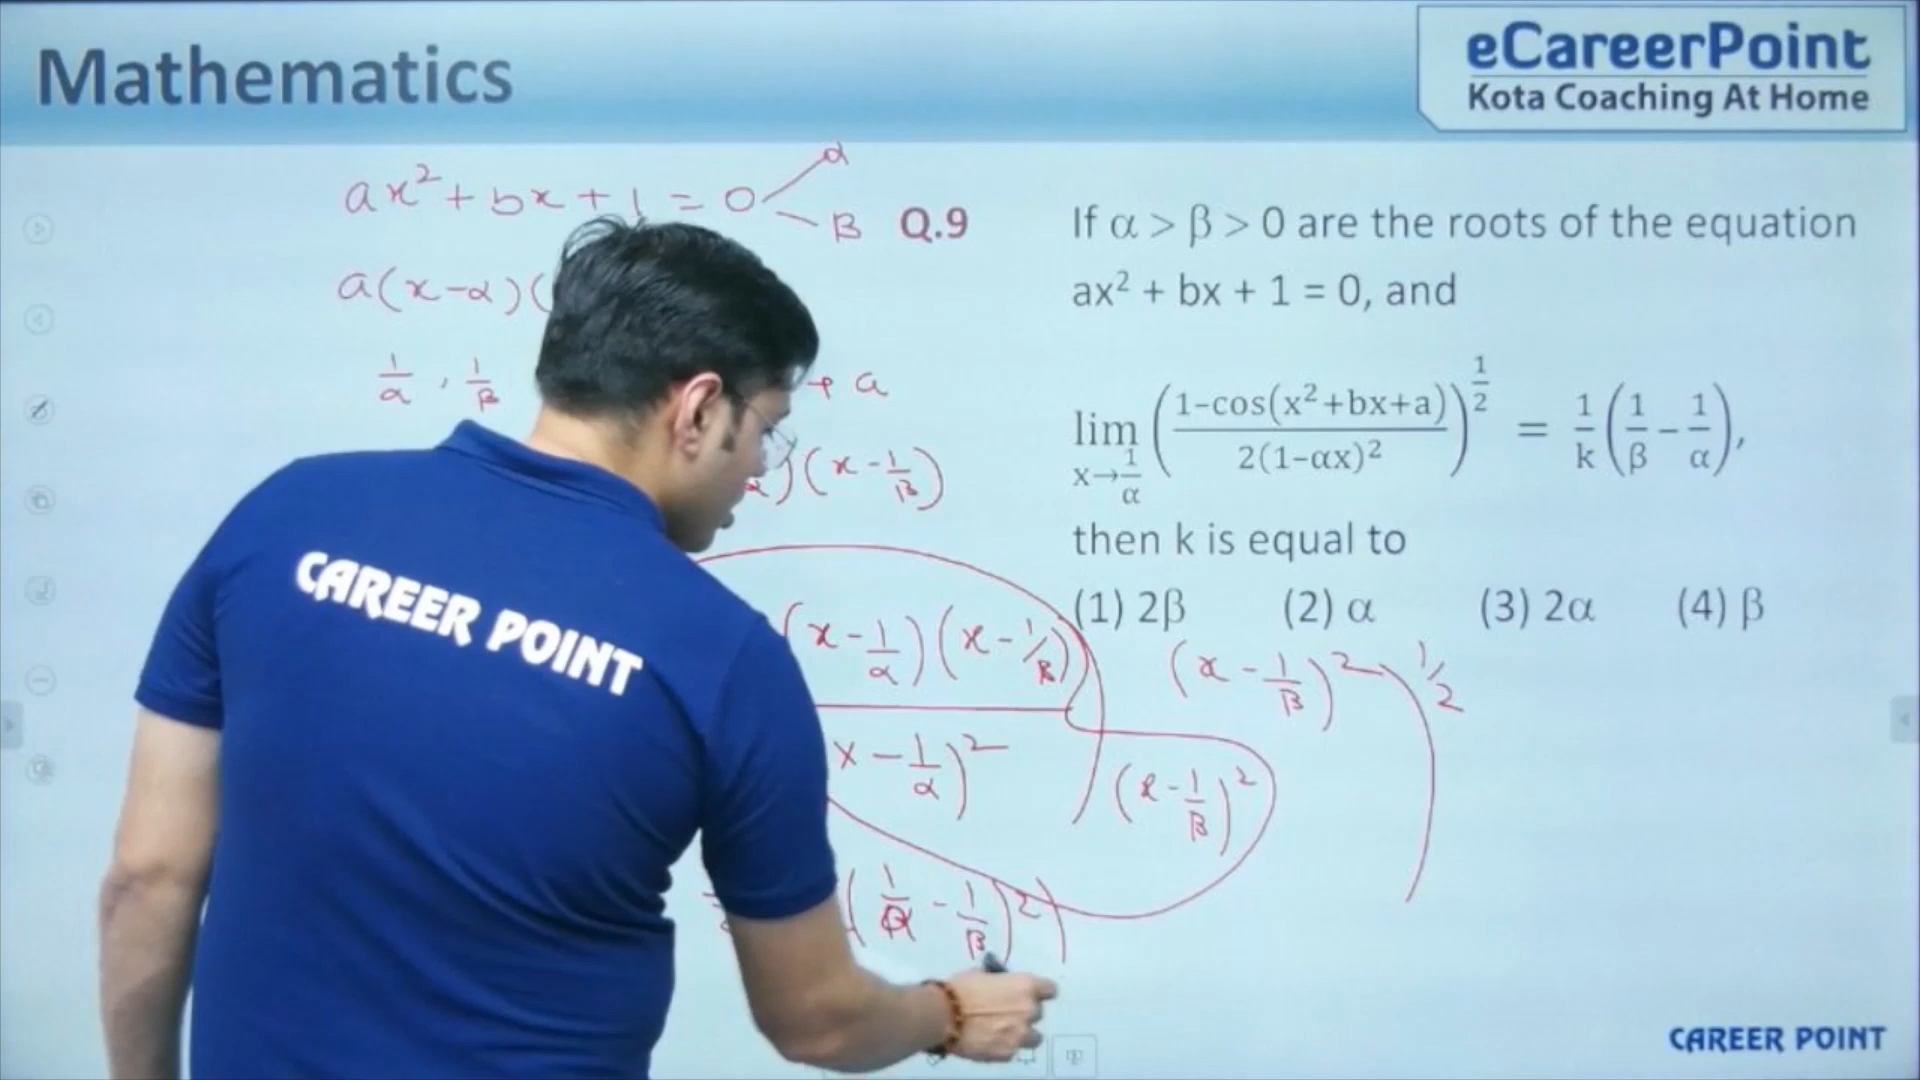 Mathematics
eCareerPoint
Kota Coaching At Home
ax² + bx + 1 = 0
α
β
a(x-α)(
1/α , 1/β
→ a
)(x - 1/β)
(x - 1/α)(x - 1/β)
x - 1/α)²
(x - 1/β)²
(x - 1/β)²)^1/2
(1/α - 1/β)²)
Q.9
If α > β > 0 are the roots of the equation
ax² + bx + 1 = 0, and
lim x→1/α ((1-cos(x²+bx+a))/(2(1-αx)²))^1/2 = 1/k (1/β - 1/α),
then k is equal to
(1) 2β (2) α (3) 2α (4) β
CAREER POINT
CAREER POINT